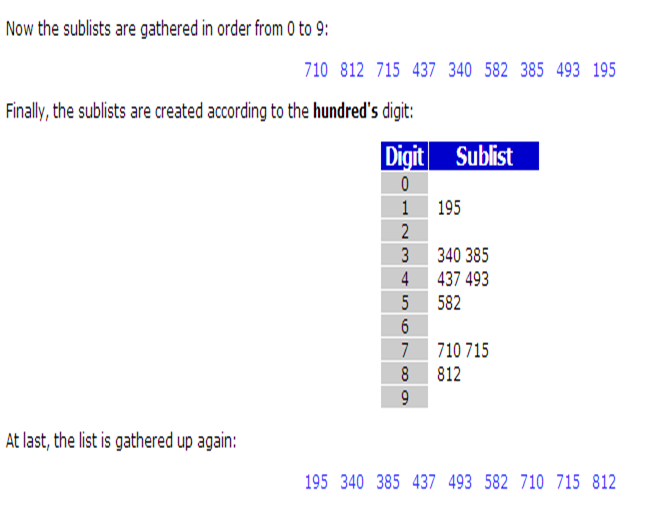 Now the sublists are gathered in order from 0 to 9:
710 812 715 437 340 582 385 493 195
Finally, the sublists are created according to the hundred's digit:
Digit Sublist
0
1 195
2
3 340 385
4 437 493
5 582
6
7 710 715
8 812
9
At last, the list is gathered up again:
195 340 385 437 493 582 710 715 812